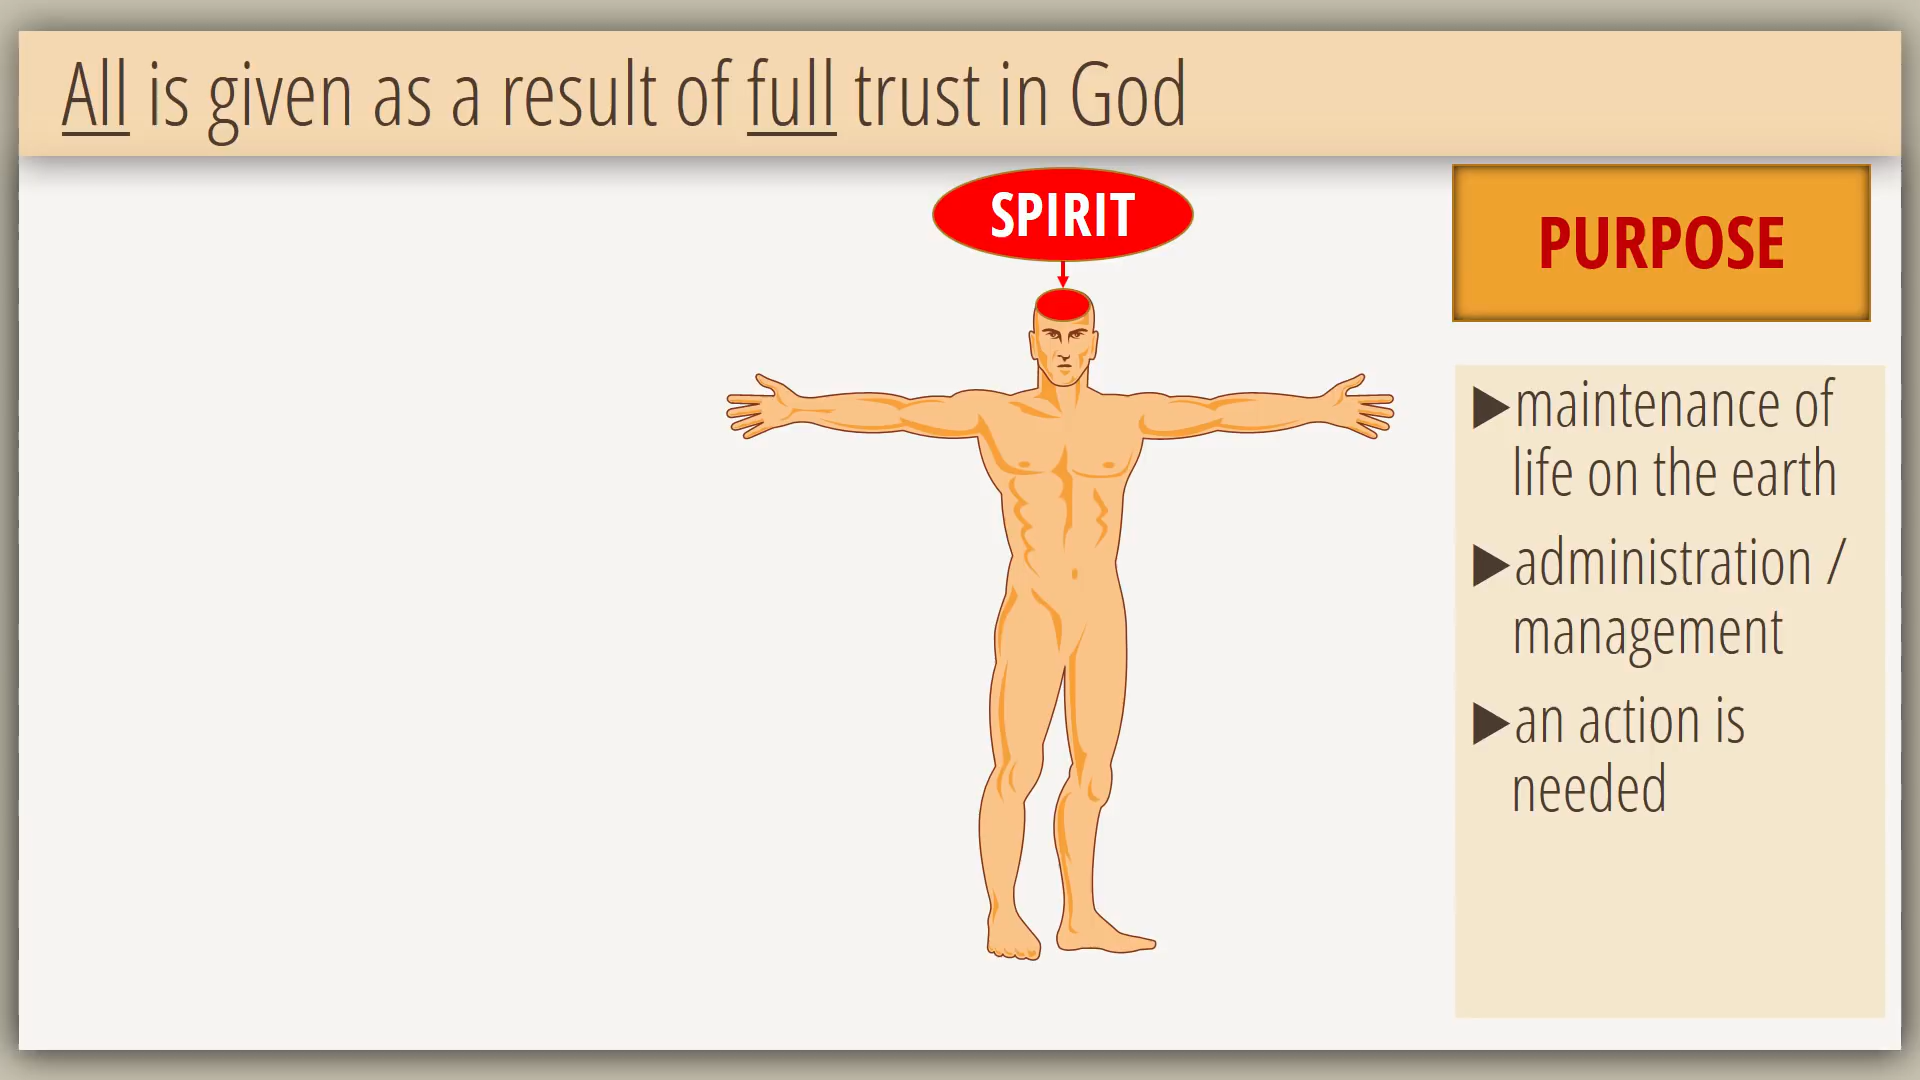 All is given as a result of full trust in God
SPIRIT
PURPOSE
maintenance of
life on the earth
administration /
management
an action is
needed